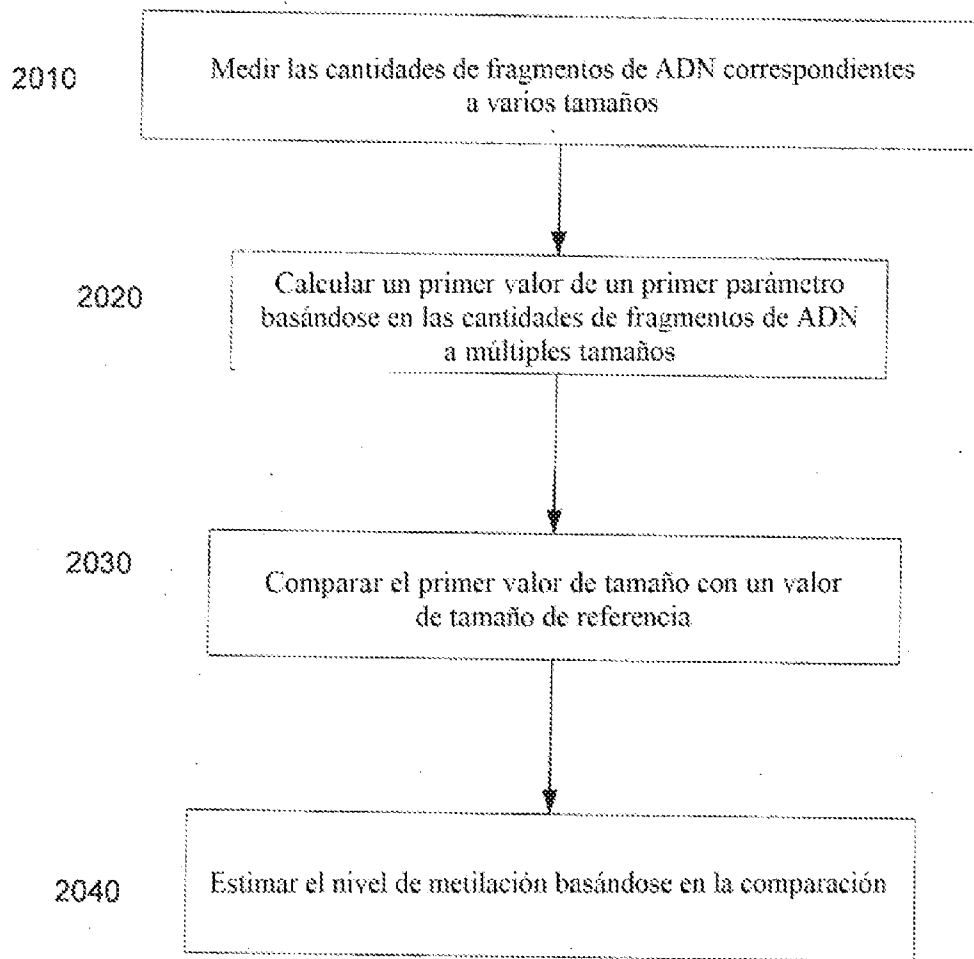 2010
Medir las cantidades de fragmentos de ADN correspondientes
a varios tamaños
2020
Calcular un primer valor de un primer parámetro
basándose en las cantidades de fragmentos de ADN
a múltiples tamaños
2030
Comparar el primer valor de tamaño con un valor
de tamaño de referencia
2040
Estimar el nivel de metilación basándose en la comparación